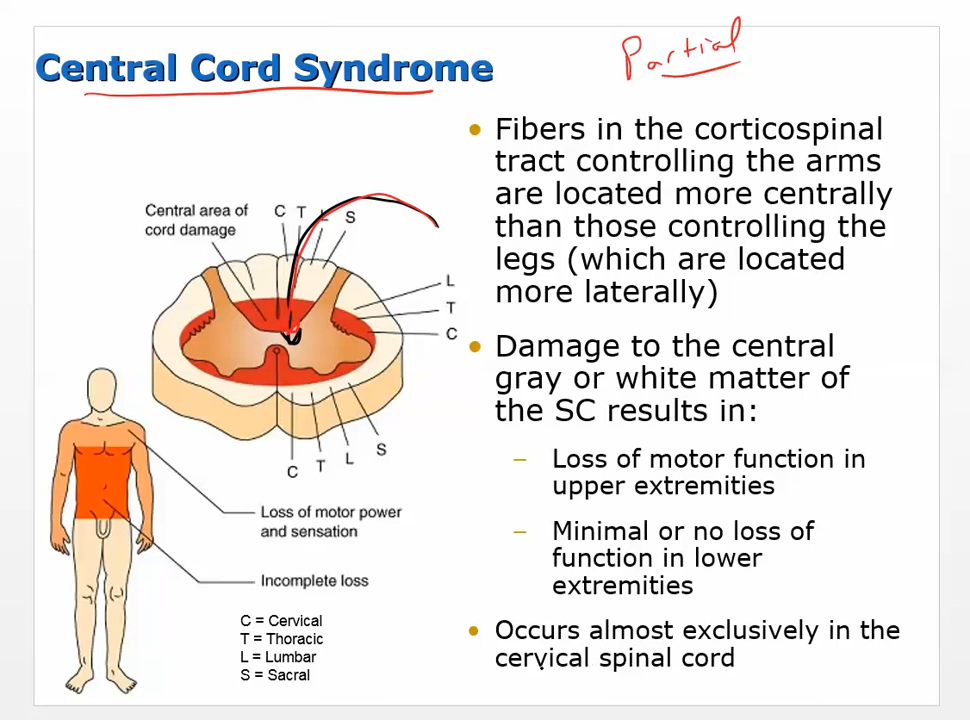 Partial
Central Cord Syndrome
Central area of
cord damage
C T L S
L
T
C
C T L S
Loss of motor power
and sensation
Incomplete loss
C = Cervical
T = Thoracic
L = Lumbar
S = Sacral
• Fibers in the corticospinal
tract controlling the arms
are located more centrally
than those controlling the
legs (which are located
more laterally)
• Damage to the central
gray or white matter of
the SC results in:
– Loss of motor function in
upper extremities
– Minimal or no loss of
function in lower
extremities
• Occurs almost exclusively in the
cervical spinal cord